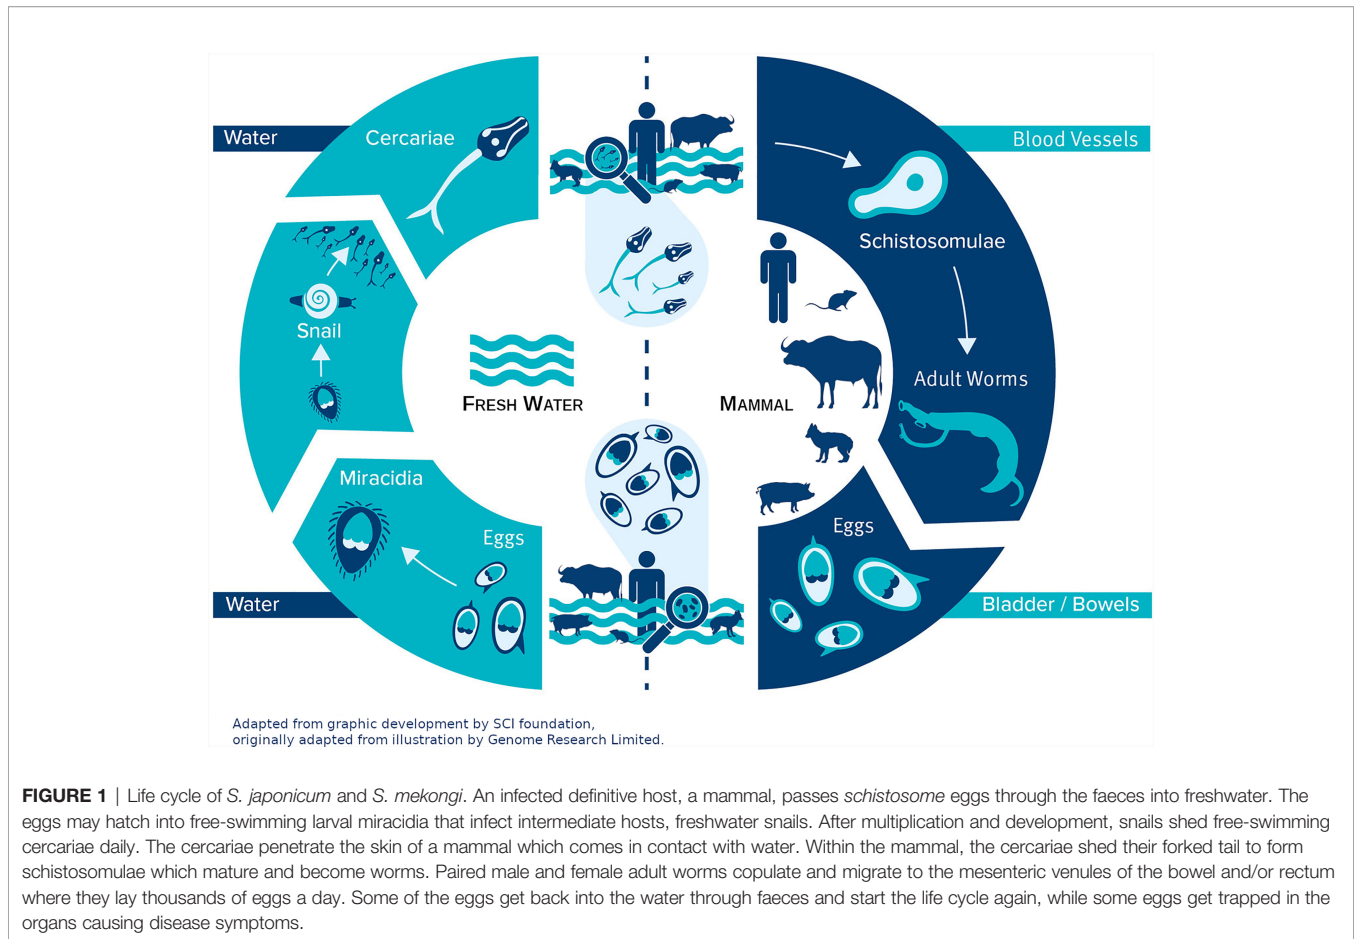 Water
Cercariae
Blood Vessels
Schistosomulae
Snail
Adult Worms
FRESH WATER
MAMMAL
Miracidia
Eggs
Eggs
Water
Bladder / Bowels
Adapted from graphic development by SCI foundation,
originally adapted from illustration by Genome Research Limited.
FIGURE 1 | Life cycle of S. japonicum and S. mekongi. An infected definitive host, a mammal, passes schistosome eggs through the faeces into freshwater. The
eggs may hatch into free-swimming larval miracidia that infect intermediate hosts, freshwater snails. After multiplication and development, snails shed free-swimming
cercariae daily. The cercariae penetrate the skin of a mammal which comes in contact with water. Within the mammal, the cercariae shed their forked tail to form
schistosomulae which mature and become worms. Paired male and female adult worms copulate and migrate to the mesenteric venules of the bowel and/or rectum
where they lay thousands of eggs a day. Some of the eggs get back into the water through faeces and start the life cycle again, while some eggs get trapped in the
organs causing disease symptoms.